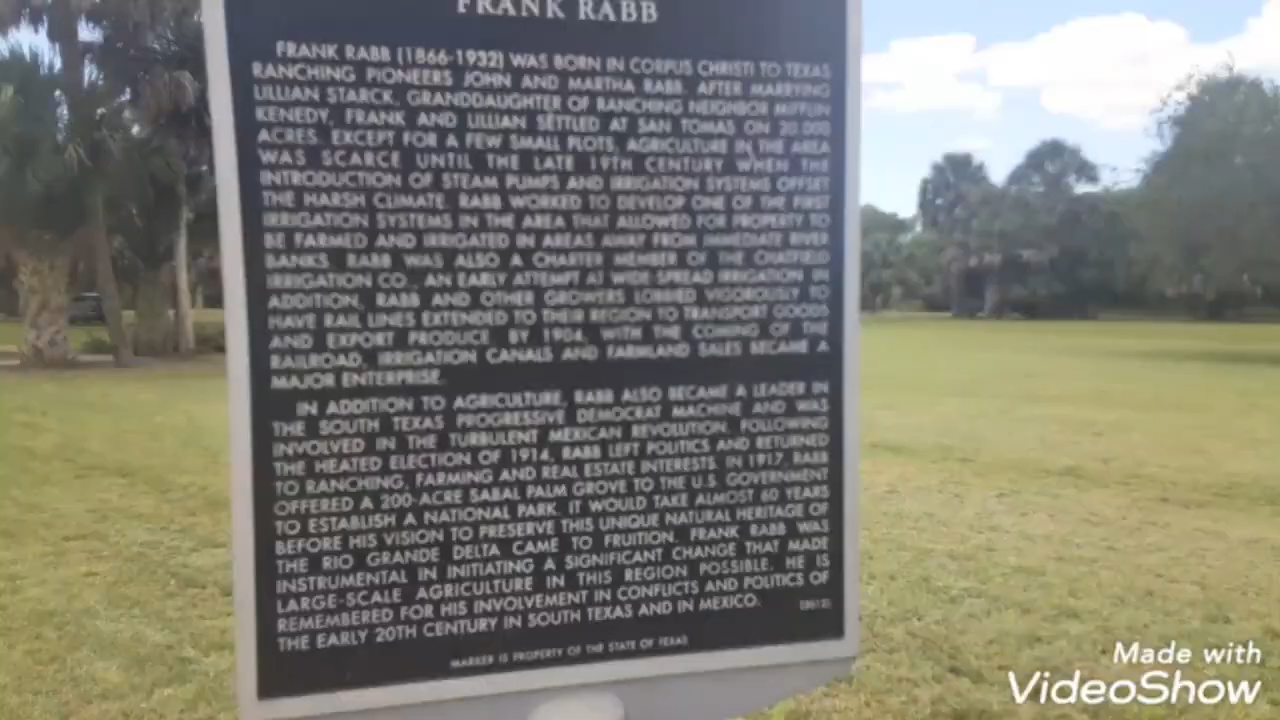 FRANK RABB
FRANK RABB (1866-1932) WAS BORN IN CORPUS CHRISTI TO TEXAS
RANCHING PIONEERS JOHN AND MARTHA RABB. AFTER MARRYING
LILLIAN STARCK, GRANDDAUGHTER OF RANCHING NEIGHBOR MIFFLIN
KENEDY, FRANK AND LILLIAN SETTLED AT SAN TOMAS ON 20,000
ACRES. EXCEPT FOR A FEW SMALL PLOTS, AGRICULTURE IN THE AREA
WAS SCARCE UNTIL THE LATE 19TH CENTURY WHEN THE
INTRODUCTION OF STEAM PUMPS AND IRRIGATION SYSTEMS OFFSET
THE HARSH CLIMATE. RABB WORKED TO DEVELOP ONE OF THE FIRST
IRRIGATION SYSTEMS IN THE AREA THAT ALLOWED FOR PROPERTY TO
BE FARMED AND IRRIGATED IN AREAS AWAY FROM IMMEDIATE RIVER
BANKS. RABB WAS ALSO A CHARTER MEMBER OF THE CHATFIELD
IRRIGATION CO., AN EARLY ATTEMPT AT WIDE SPREAD IRRIGATION. IN
ADDITION, RABB AND OTHER GROWERS LOBBIED VIGOROUSLY TO
HAVE RAIL LINES EXTENDED TO THEIR REGION TO TRANSPORT GOODS
AND EXPORT PRODUCE. BY 1904, WITH THE COMING OF THE
RAILROAD, IRRIGATION CANALS AND FARMLAND SALES BECAME A
MAJOR ENTERPRISE.
IN ADDITION TO AGRICULTURE, RABB ALSO BECAME A LEADER IN
THE SOUTH TEXAS PROGRESSIVE DEMOCRAT MACHINE AND WAS
INVOLVED IN THE TURBULENT MEXICAN REVOLUTION. FOLLOWING
THE HEATED ELECTION OF 1914, RABB LEFT POLITICS AND RETURNED
TO RANCHING, FARMING AND REAL ESTATE INTERESTS. IN 1917, RABB
OFFERED A 200-ACRE SABAL PALM GROVE TO THE U.S. GOVERNMENT
TO ESTABLISH A NATIONAL PARK. IT WOULD TAKE ALMOST 60 YEARS
BEFORE HIS VISION TO PRESERVE THIS UNIQUE NATURAL HERITAGE OF
THE RIO GRANDE DELTA CAME TO FRUITION. FRANK RABB WAS
INSTRUMENTAL IN INITIATING A SIGNIFICANT CHANGE THAT MADE
LARGE-SCALE AGRICULTURE IN THIS REGION POSSIBLE. HE IS
REMEMBERED FOR HIS INVOLVEMENT IN CONFLICTS AND POLITICS OF
THE EARLY 20TH CENTURY IN SOUTH TEXAS AND IN MEXICO.
MARKER IS PROPERTY OF THE STATE OF TEXAS
Made with
VideoShow